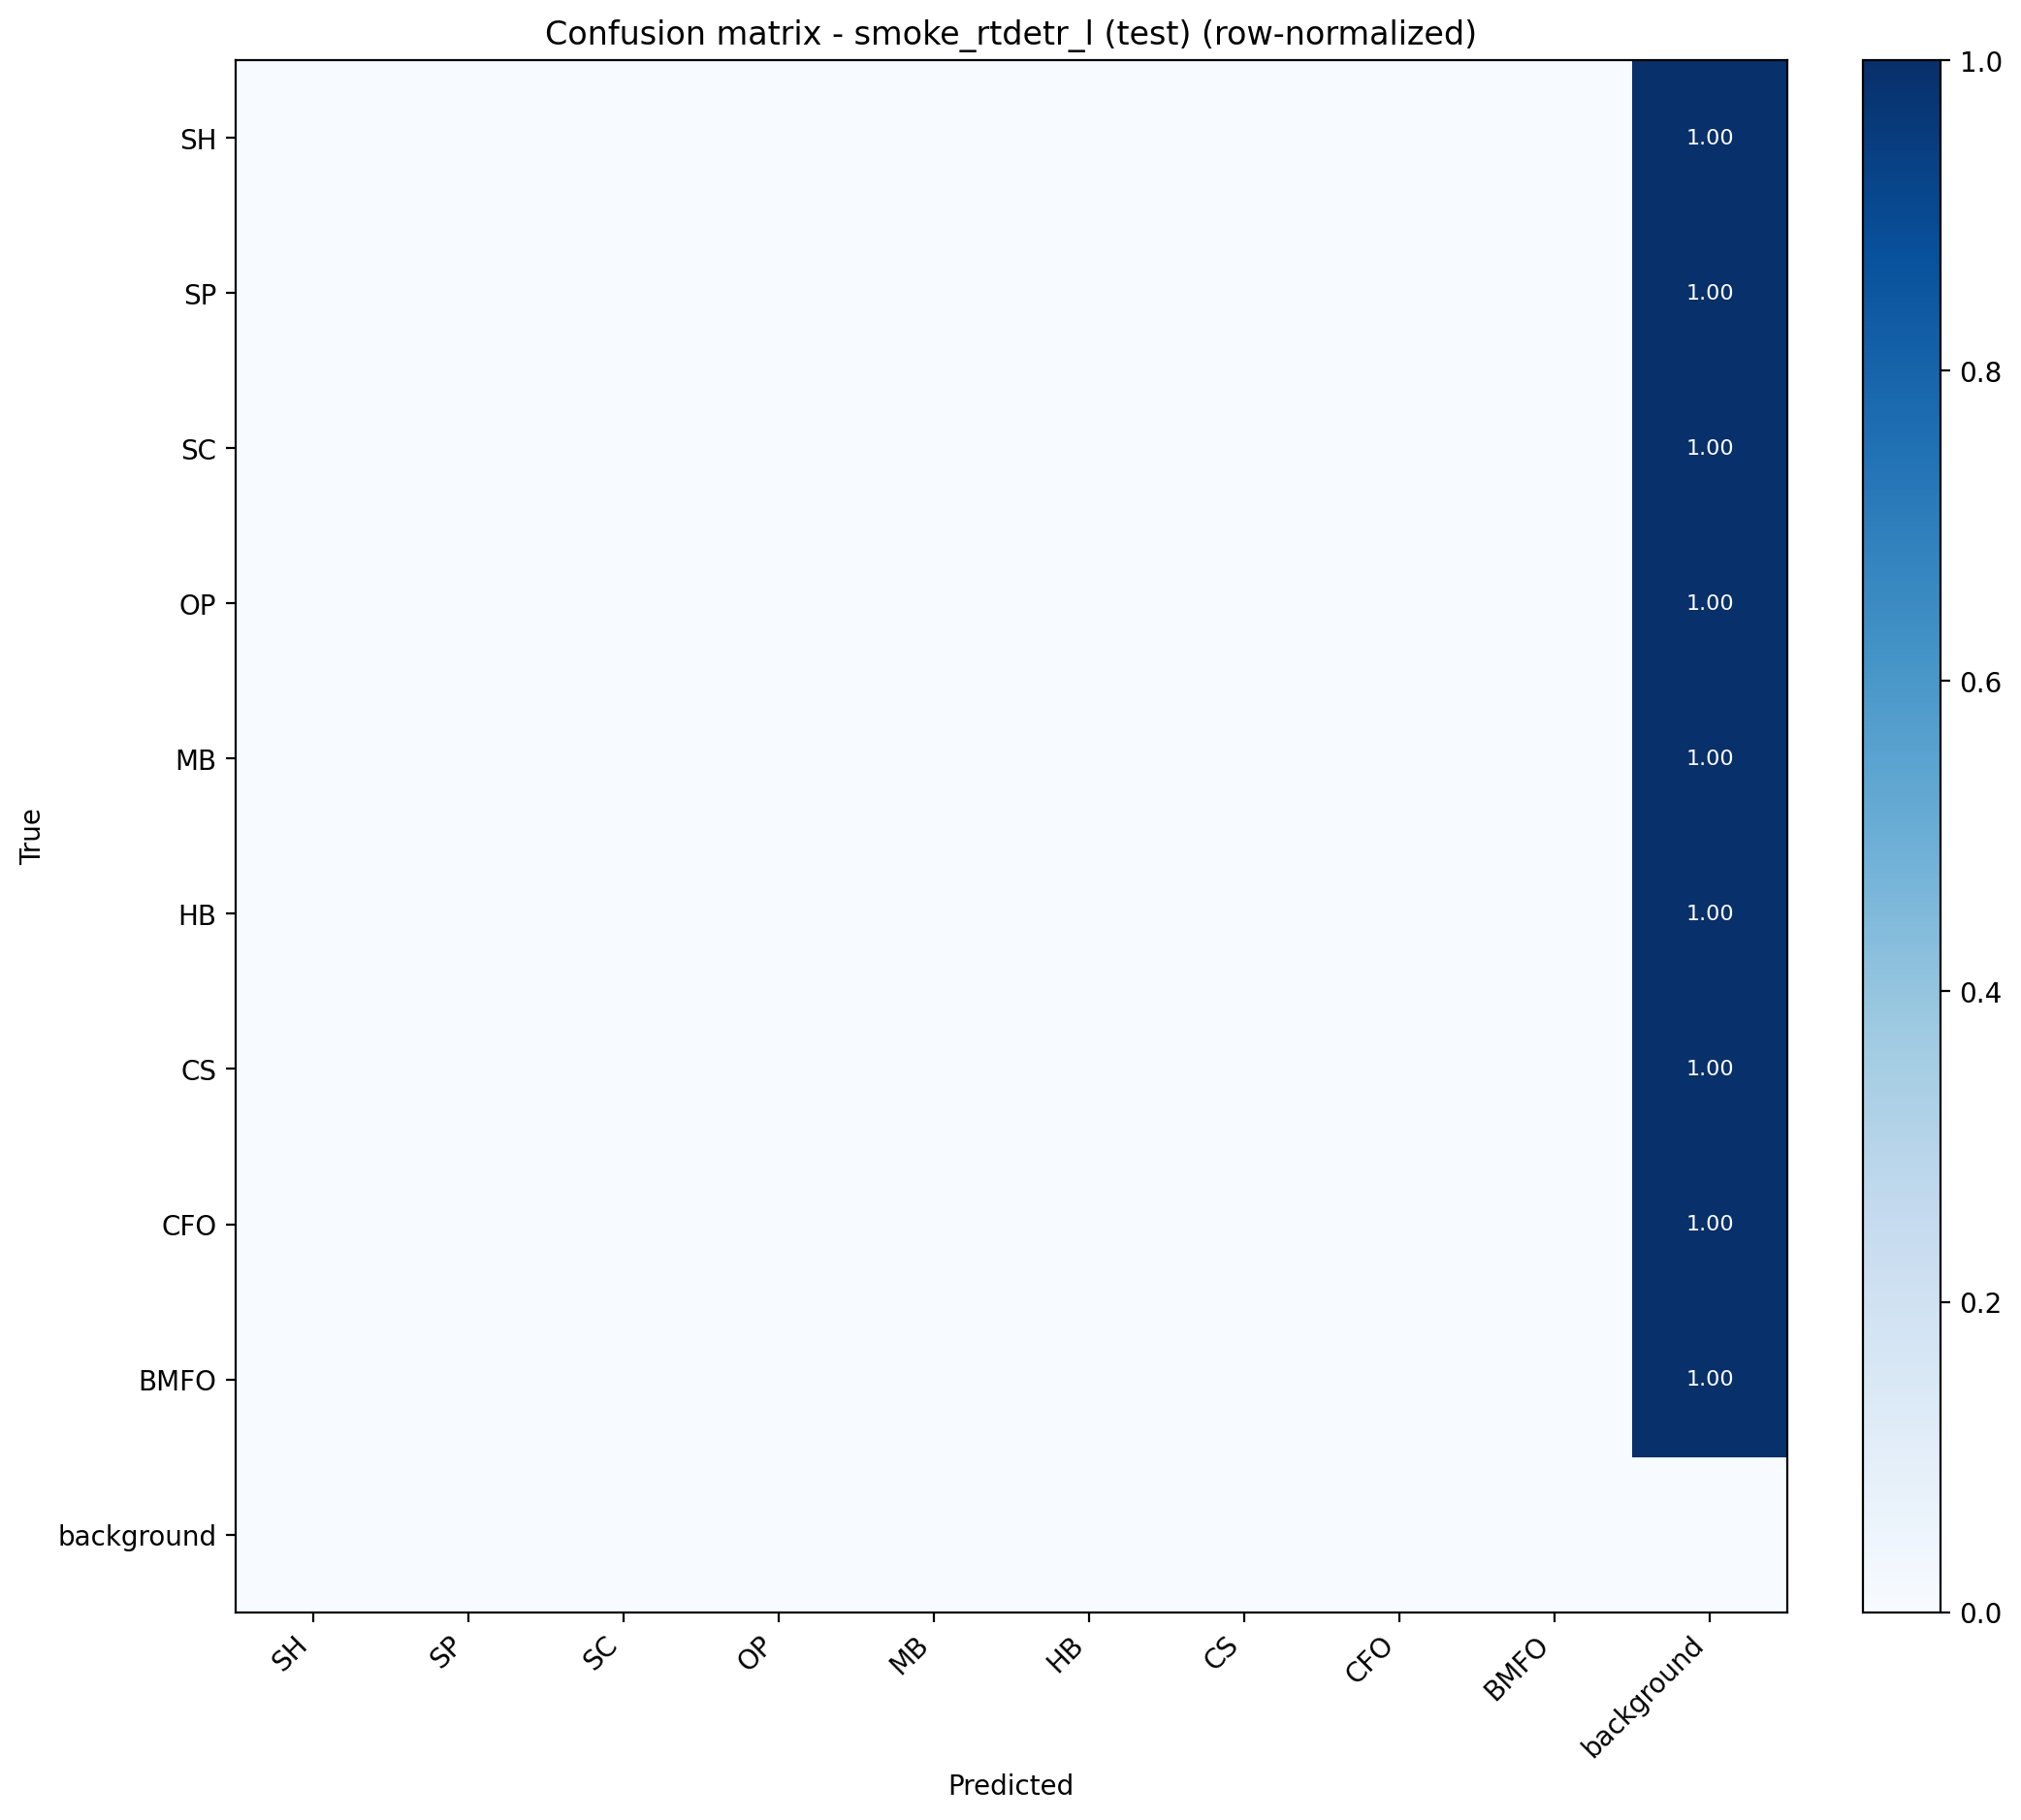 Confusion matrix - smoke_rtdetr_l (test) (row-normalized)
True
SH
SP
SC
OP
MB
HB
CS
CFO
BMFO
background
1.00
1.00
1.00
1.00
1.00
1.00
1.00
1.00
1.00
SH
SP
SC
OP
MB
HB
CS
CFO
BMFO
background
Predicted
1.0
0.8
0.6
0.4
0.2
0.0